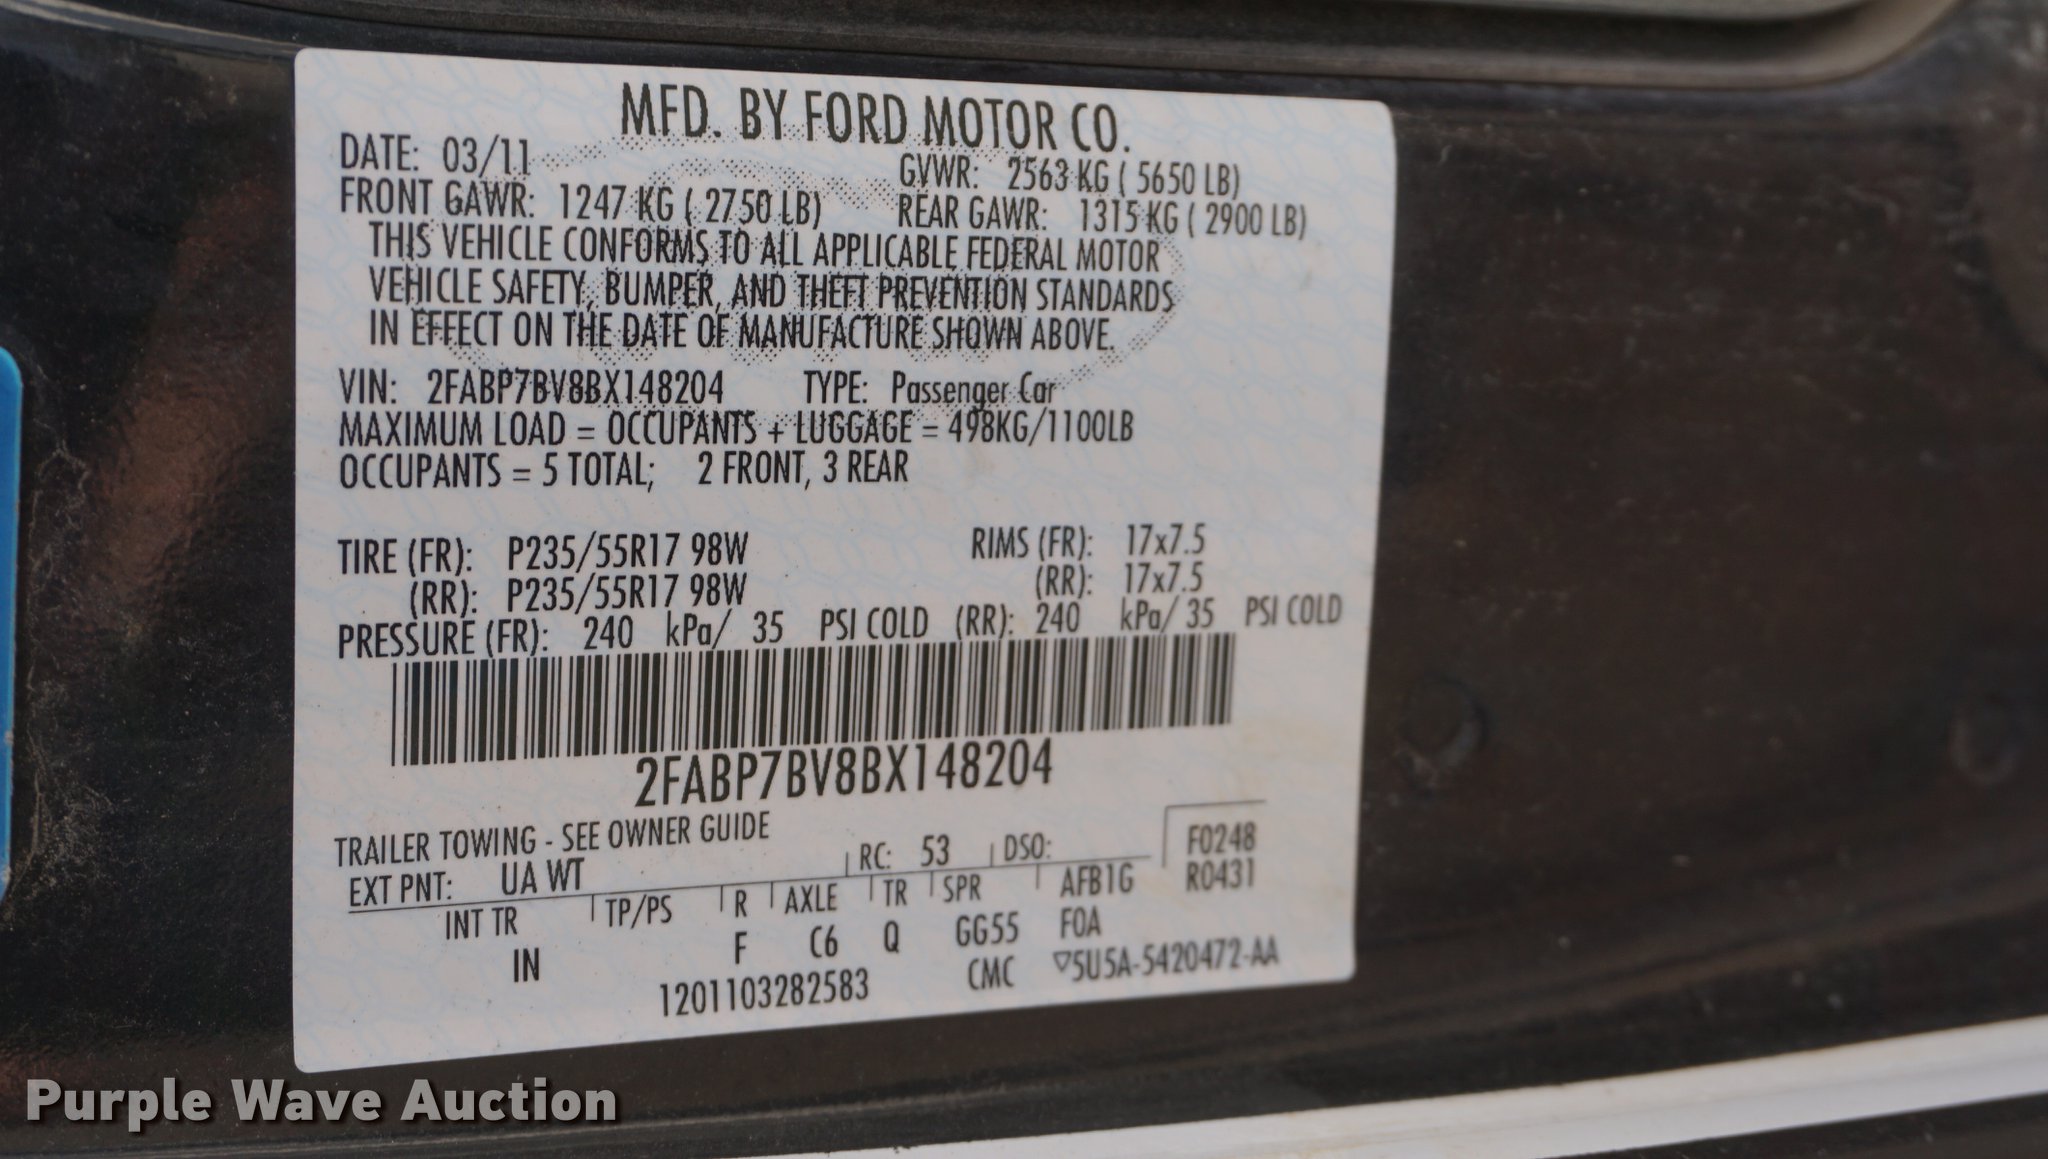 MFD. BY FORD MOTOR CO.
DATE: 03/11 GVWR: 2563 KG ( 5650 LB)
FRONT GAWR: 1247 KG ( 2750 LB) REAR GAWR: 1315 KG ( 2900 LB)
THIS VEHICLE CONFORMS TO ALL APPLICABLE FEDERAL MOTOR
VEHICLE SAFETY, BUMPER, AND THEFT PREVENTION STANDARDS
IN EFFECT ON THE DATE OF MANUFACTURE SHOWN ABOVE.
VIN: 2FABP7BV8BX148204 TYPE: Passenger Car
MAXIMUM LOAD = OCCUPANTS + LUGGAGE = 498KG/1100LB
OCCUPANTS = 5 TOTAL; 2 FRONT, 3 REAR
TIRE (FR): P235/55R17 98W RIMS (FR): 17x7.5
(RR): P235/55R17 98W (RR): 17x7.5
PRESSURE (FR): 240 kPa/ 35 PSI COLD (RR): 240 kPa/ 35 PSI COLD
2FABP7BV8BX148204
TRAILER TOWING - SEE OWNER GUIDE
EXT PNT: UA WT RC: 53 DSO: F0248
INT TR TP/PS R AXLE TR SPR AFB1G R0431
IN F C6 Q GG55 F0A
1201103282583 CMC ▽5U5A-5420472-AA
Purple Wave Auction